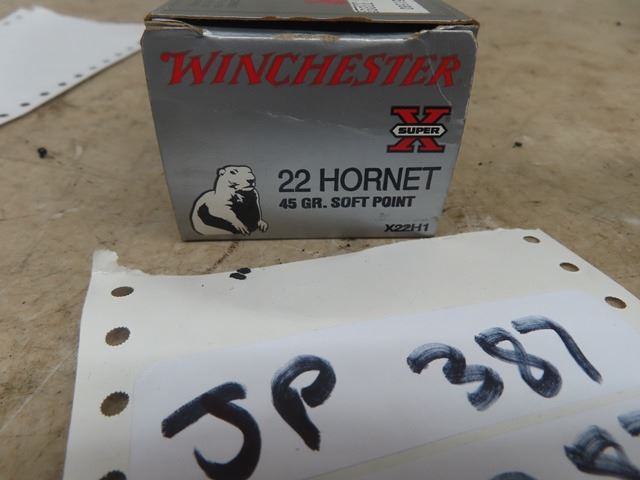 WINCHESTER
SUPER X
22 HORNET
45 GR. SOFT POINT
X22H1
JP 387